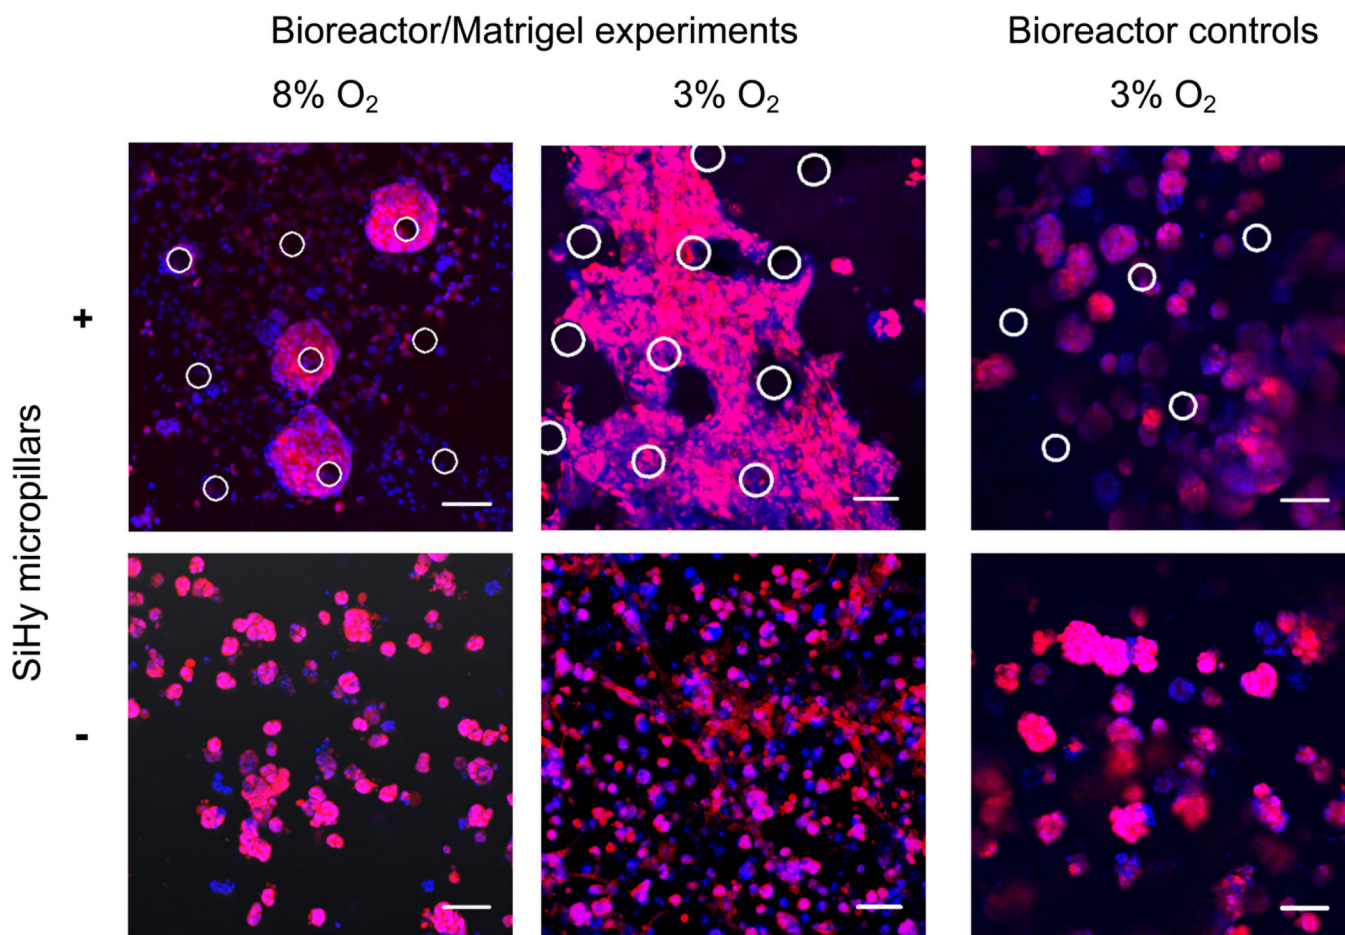 Bioreactor/Matrigel experiments
Bioreactor controls
8% O₂
3% O₂
3% O₂
SiHy micropillars
+
-